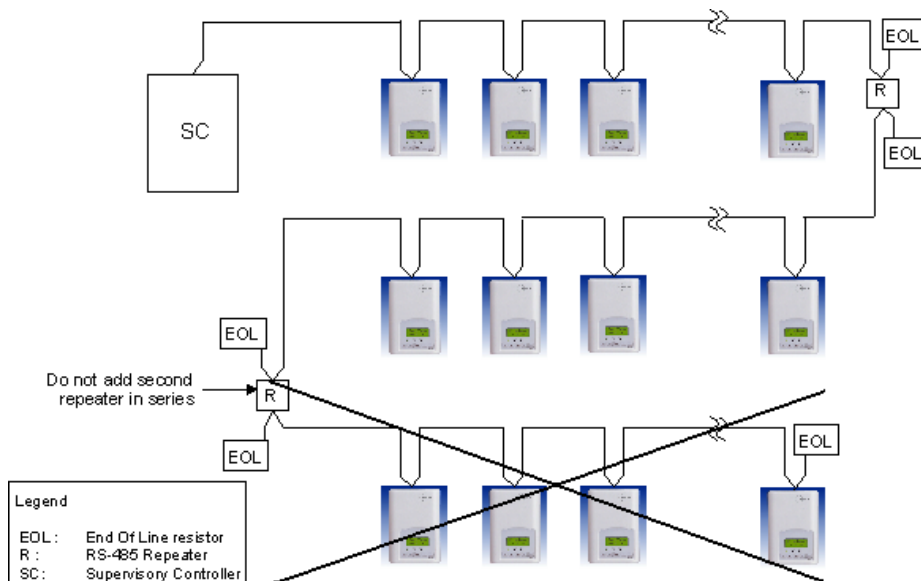 EOL
R
SC
EOL
EOL
Do not add second
repeater in series
R
EOL
EOL
Legend
EOL : End Of Line resistor
R : RS-485 Repeater
SC : Supervisory Controller